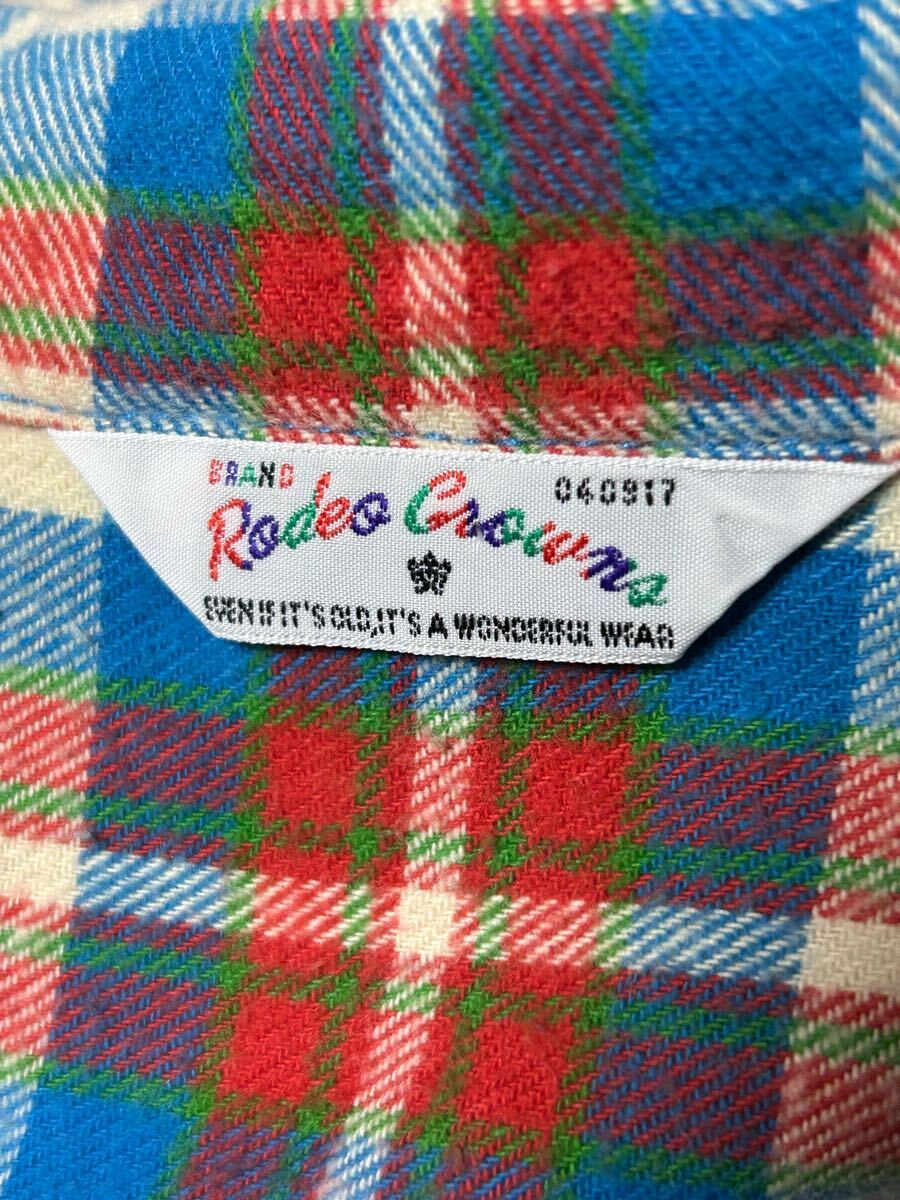 BRAND 040917
Rodeo Crowns
EVEN IF IT'S OLD,IT'S A WONDERFUL WEAR